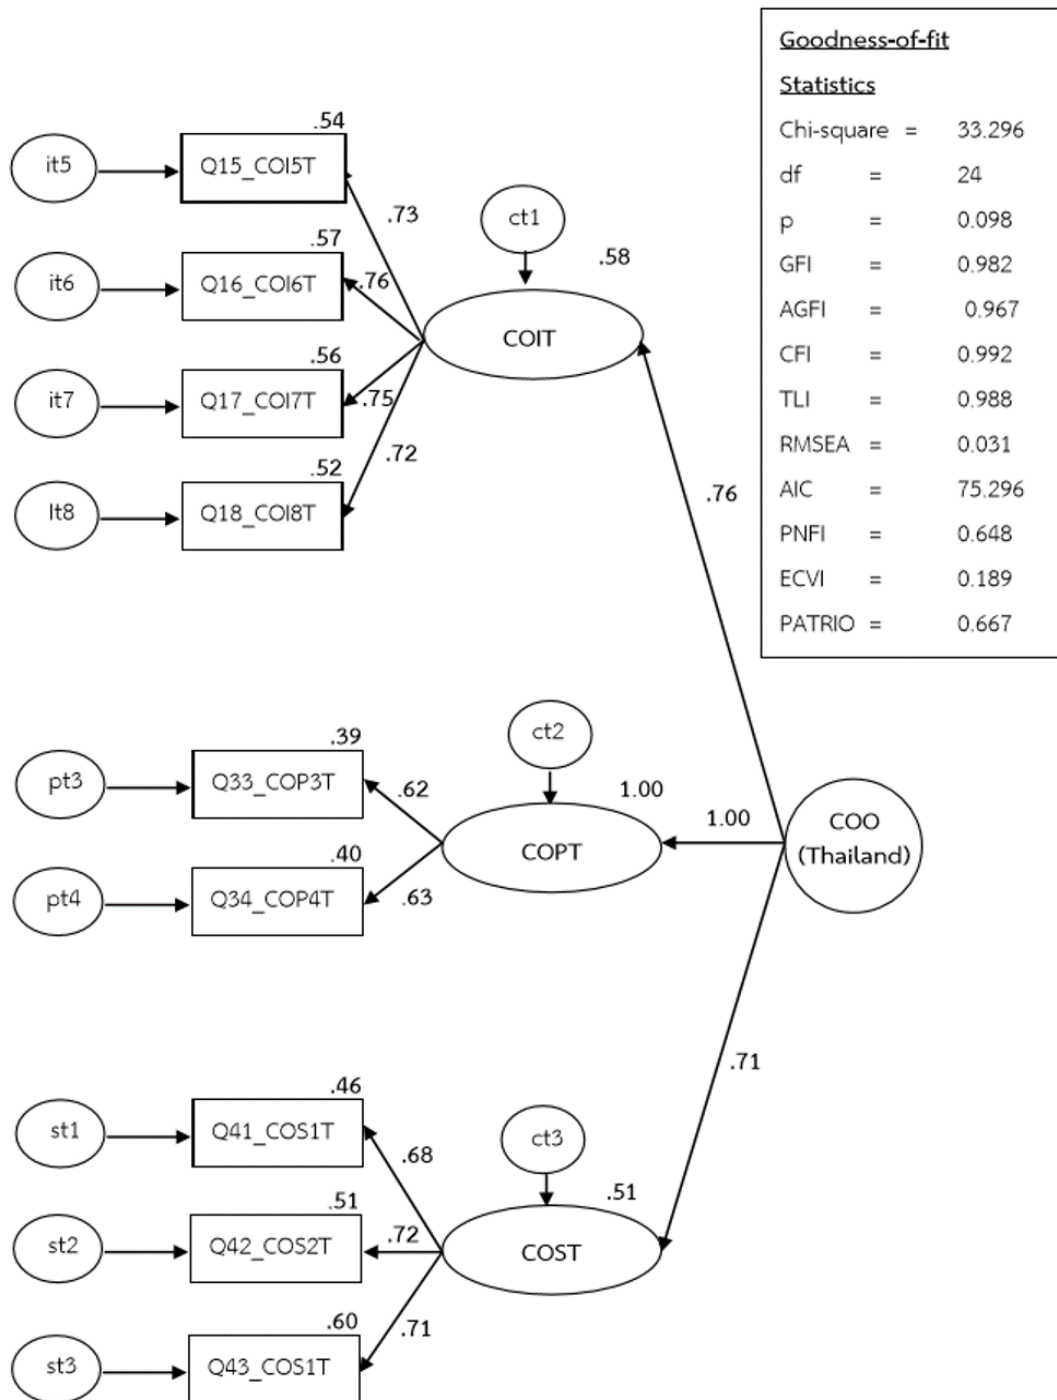 Goodness-of-fit
Statistics
Chi-square = 33.296
df = 24
p = 0.098
GFI = 0.982
AGFI = 0.967
CFI = 0.992
TLI = 0.988
RMSEA = 0.031
AIC = 75.296
PNFI = 0.648
ECVI = 0.189
PATRIO = 0.667
.54
it5
Q15_COI5T
.73
ct1
.58
.57
it6
Q16_COI6T
.76
COIT
.56
it7
Q17_COI7T
.75
.72
.52
It8
Q18_COI8T
.76
ct2
.39
pt3
Q33_COP3T
.62
1.00
1.00
COO
(Thailand)
COPT
.40
pt4
Q34_COP4T
.63
.71
.46
st1
Q41_COS1T
.68
ct3
.51
.51
st2
Q42_COS2T
.72
COST
.60
.71
st3
Q43_COS1T